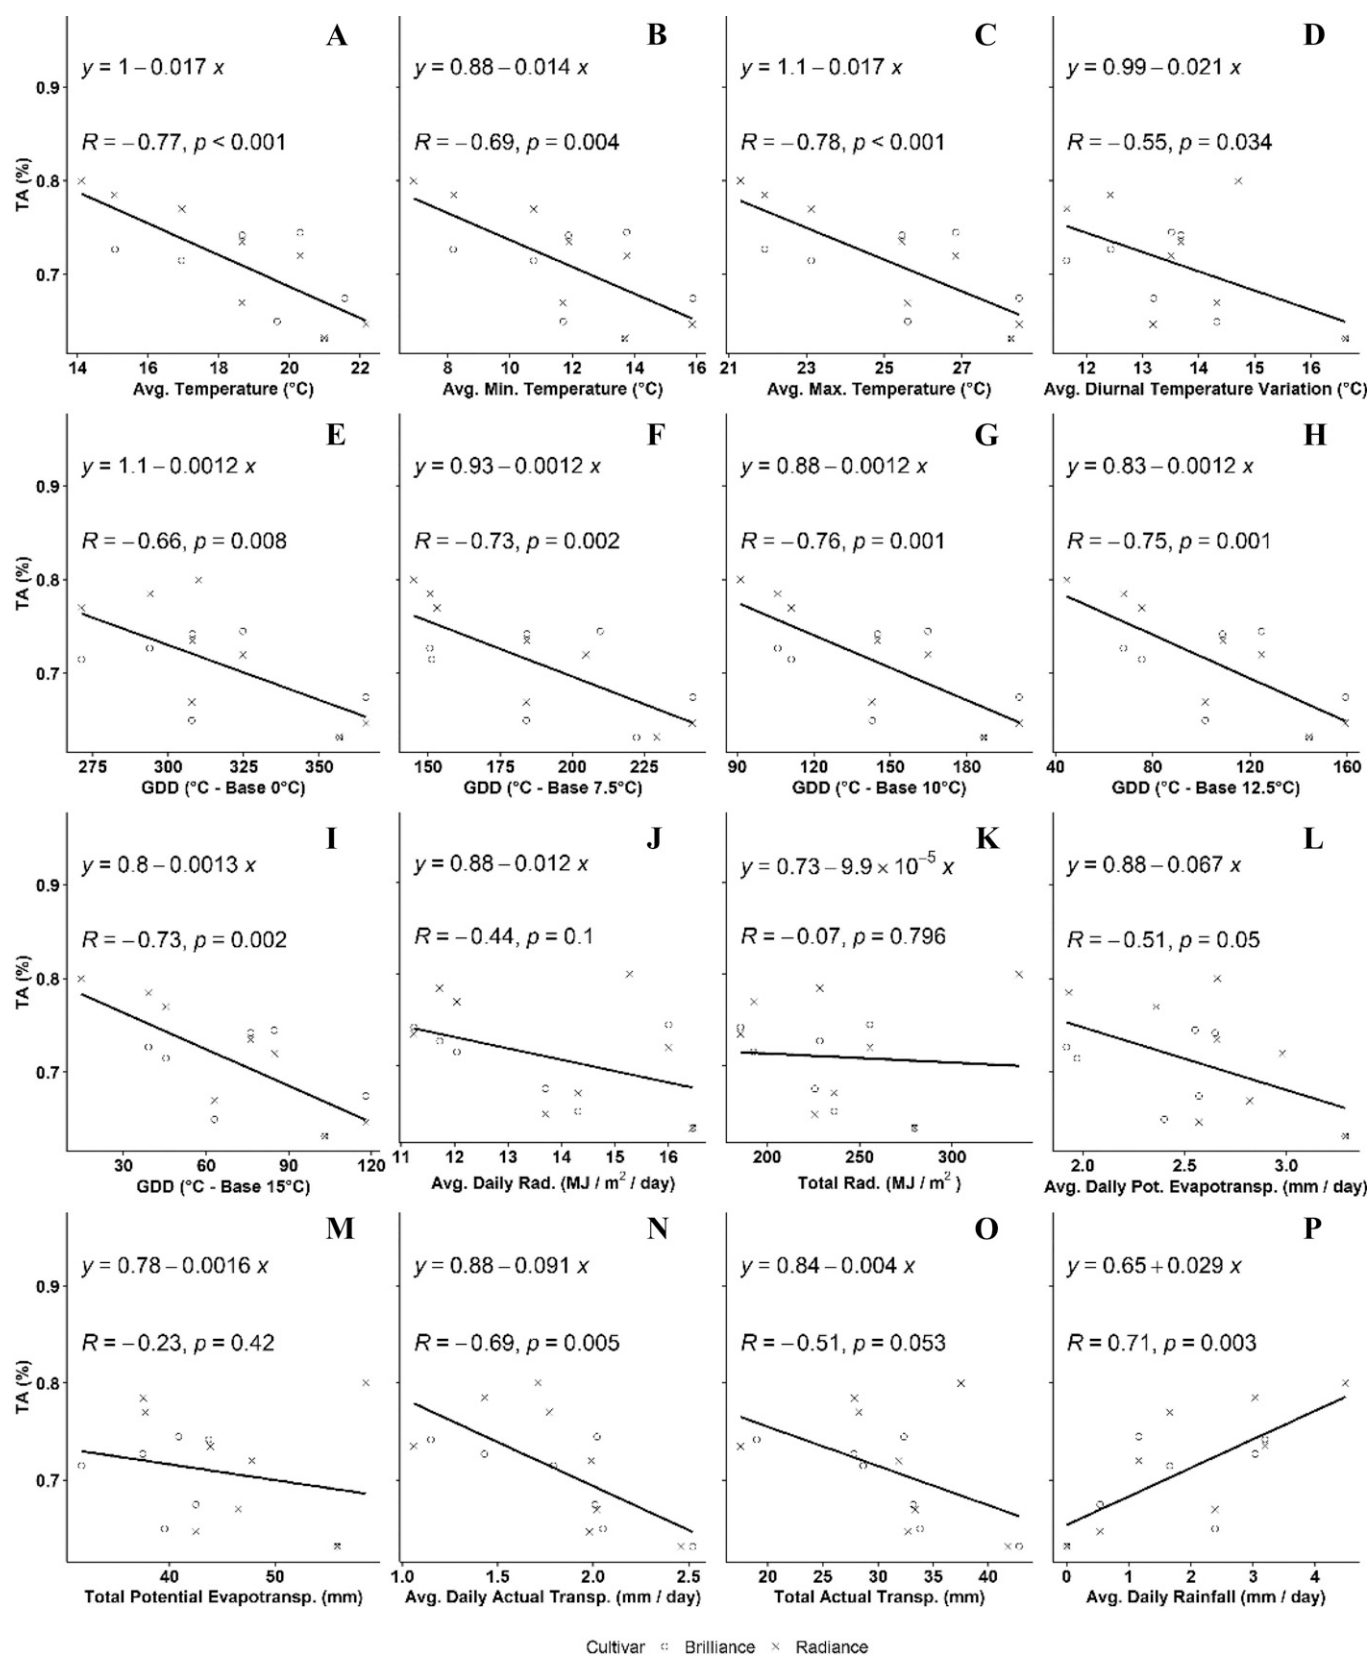 A B C D
y = 1 – 0.017 x y = 0.88 – 0.014 x y = 1.1 – 0.017 x y = 0.99 – 0.021 x
0.9
R = –0.77, p < 0.001 R = –0.69, p = 0.004 R = –0.78, p < 0.001 R = –0.55, p = 0.034
TA (%)
0.8
0.7
14 16 18 20 22 8 10 12 14 16 21 23 25 27 12 13 14 15 16
Avg. Temperature (°C) Avg. Min. Temperature (°C) Avg. Max. Temperature (°C) Avg. Diurnal Temperature Variation (°C)
E F G H
y = 1.1 – 0.0012 x y = 0.93 – 0.0012 x y = 0.88 – 0.0012 x y = 0.83 – 0.0012 x
0.9
R = –0.66, p = 0.008 R = –0.73, p = 0.002 R = –0.76, p = 0.001 R = –0.75, p = 0.001
TA (%)
0.8
0.7
275 300 325 350 150 175 200 225 90 120 150 180 40 80 120 160
GDD (°C - Base 0°C) GDD (°C - Base 7.5°C) GDD (°C - Base 10°C) GDD (°C - Base 12.5°C)
I J K L
y = 0.8 – 0.0013 x y = 0.88 – 0.012 x y = 0.73 – 9.9 × 10⁻⁵ x y = 0.88 – 0.067 x
0.9
R = –0.73, p = 0.002 R = –0.44, p = 0.1 R = –0.07, p = 0.796 R = –0.51, p = 0.05
TA (%)
0.8
0.7
30 60 90 120 11 12 13 14 15 16 200 250 300 2.0 2.5 3.0
GDD (°C - Base 15°C) Avg. Daily Rad. (MJ / m² / day) Total Rad. (MJ / m² ) Avg. Daily Pot. Evapotransp. (mm / day)
M N O P
y = 0.78 – 0.0016 x y = 0.88 – 0.091 x y = 0.84 – 0.004 x y = 0.65 + 0.029 x
0.9
R = –0.23, p = 0.42 R = –0.69, p = 0.005 R = –0.51, p = 0.053 R = 0.71, p = 0.003
TA (%)
0.8
0.7
40 50 1.0 1.5 2.0 2.5 20 25 30 35 40 0 1 2 3 4
Total Potential Evapotransp. (mm) Avg. Daily Actual Transp. (mm / day) Total Actual Transp. (mm) Avg. Daily Rainfall (mm / day)
Cultivar Brilliance Radiance